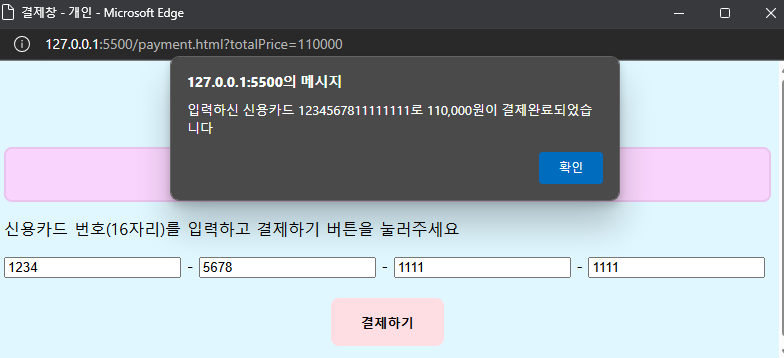 결제창 - 개인 - Microsoft Edge
127.0.0.1:5500/payment.html?totalPrice=110000
127.0.0.1:5500의 메시지
입력하신 신용카드 1234567811111111로 110,000원이 결제완료되었습
니다
확인
신용카드 번호(16자리)를 입력하고 결제하기 버튼을 눌러주세요
1234 - 5678 - 1111 - 1111
결제하기